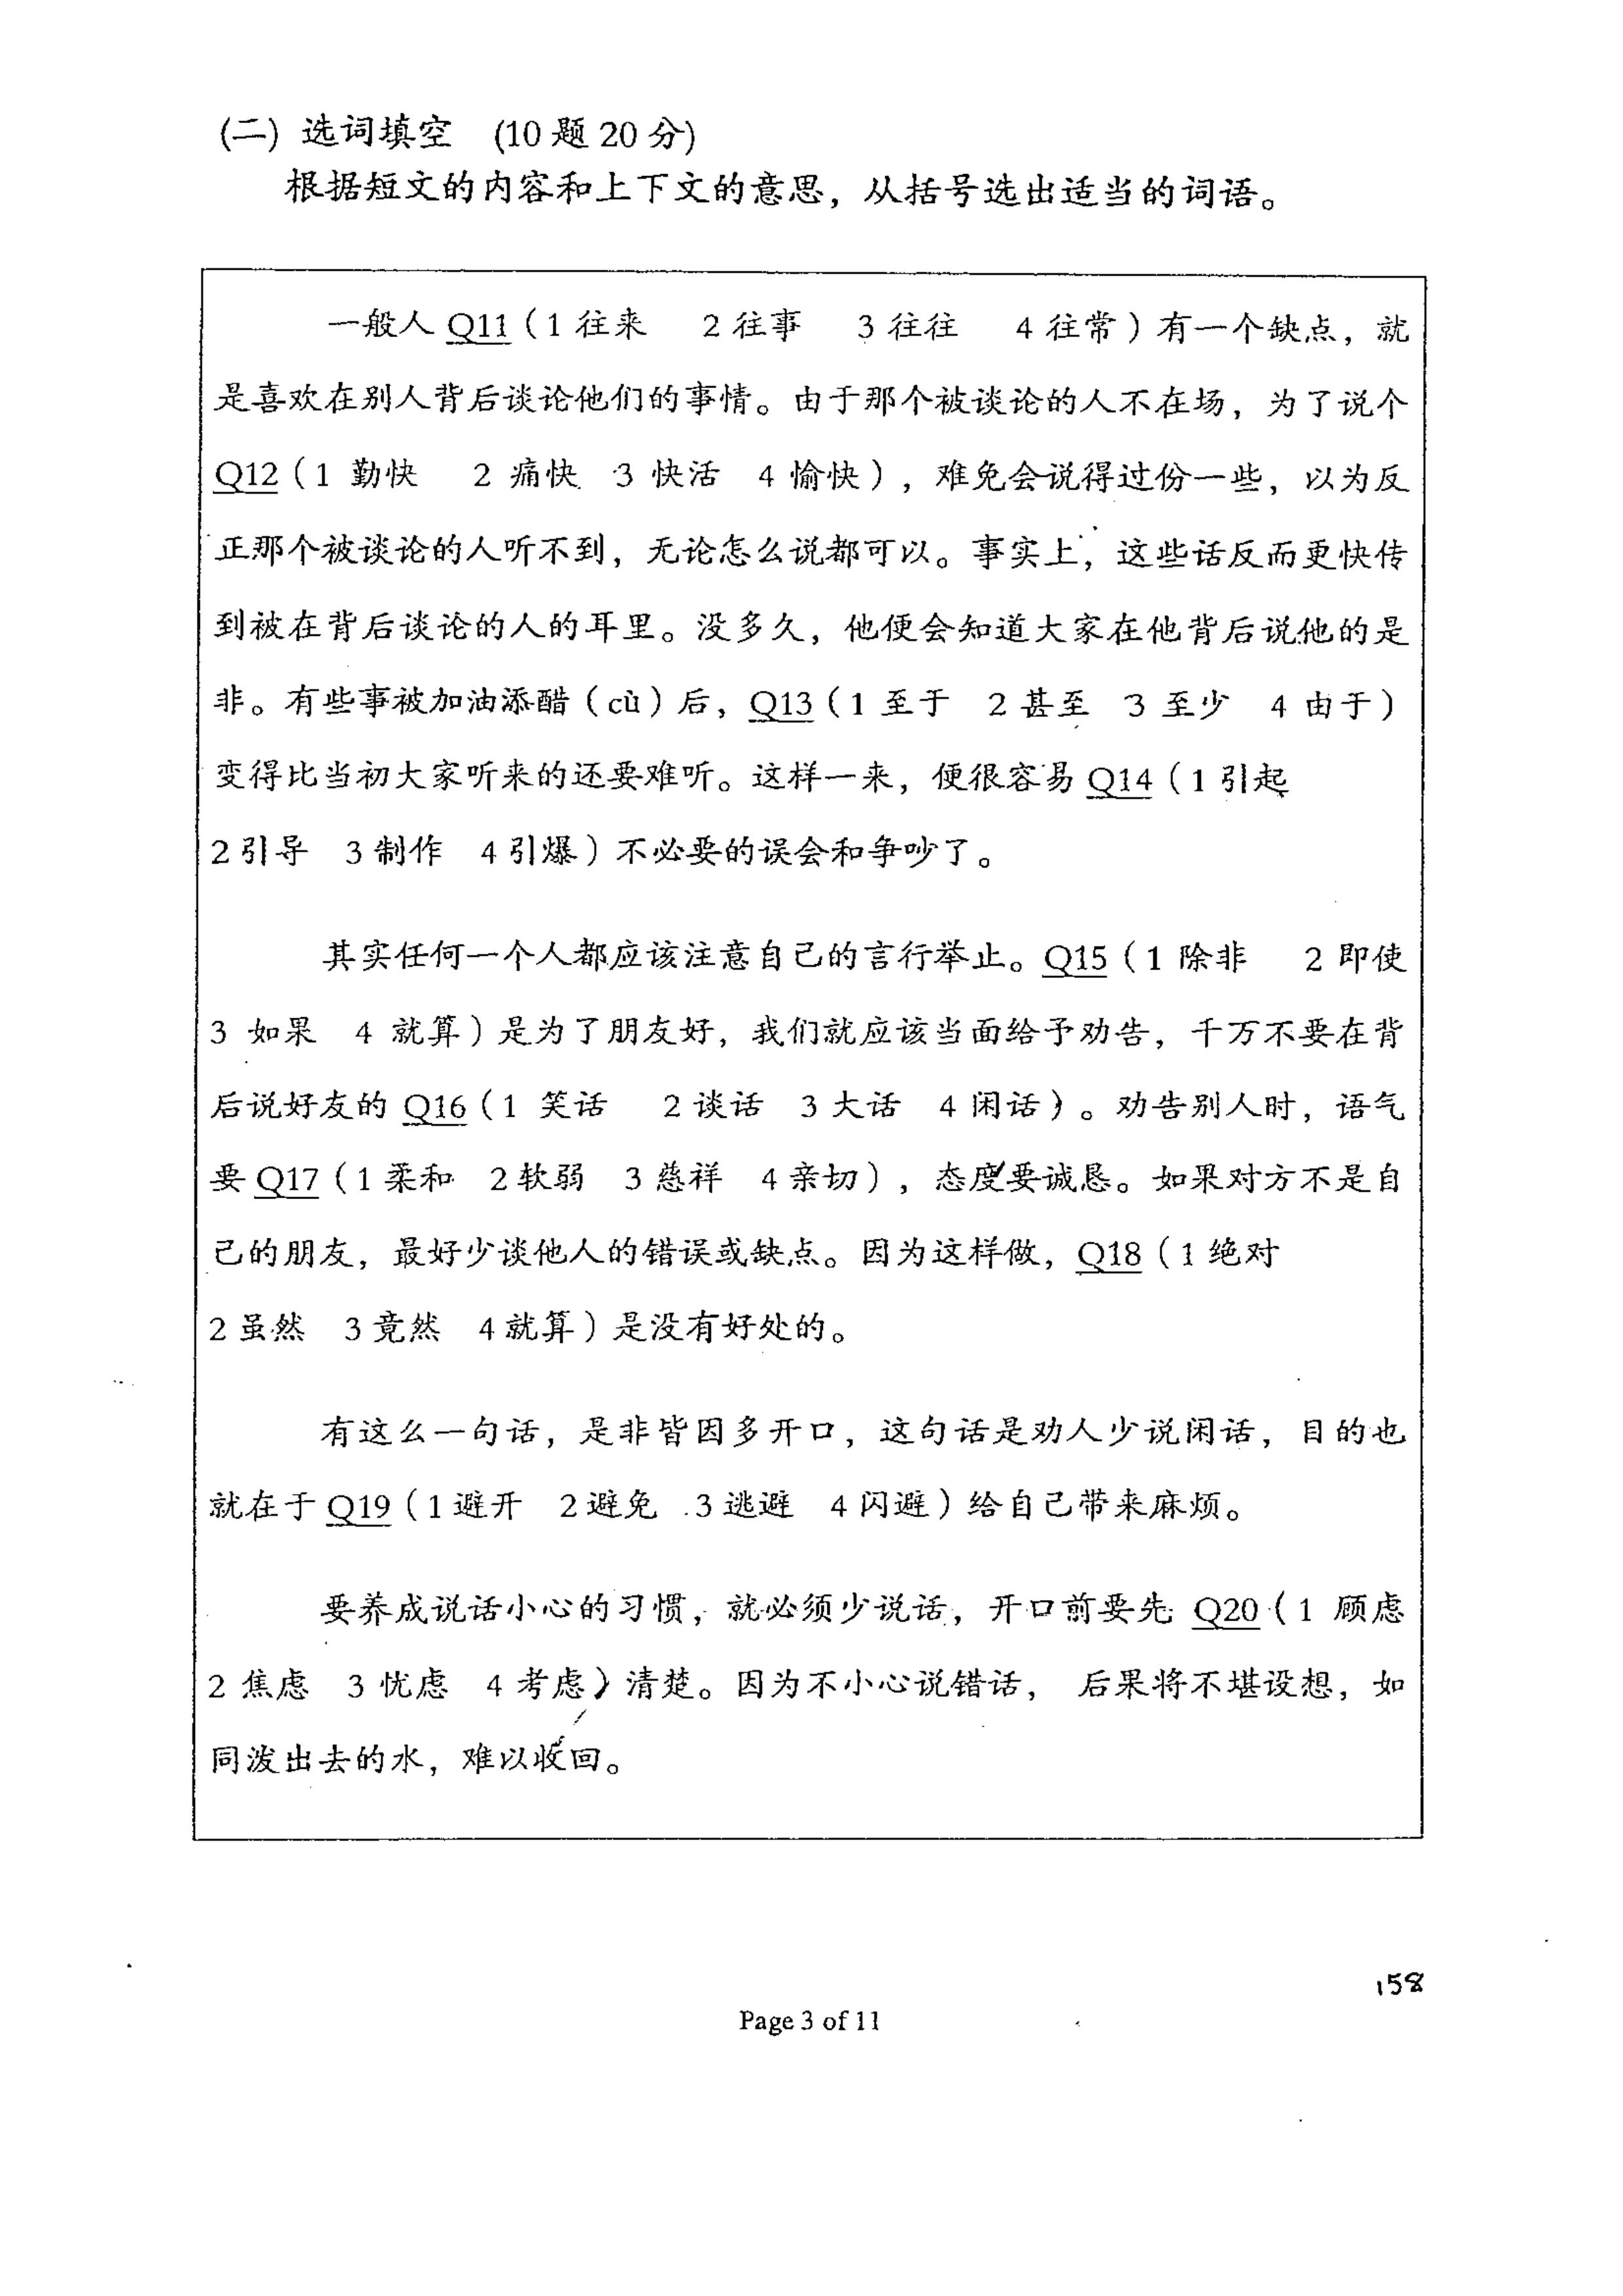 (二) 选词填空 (10 题 20 分)
根据短文的内容和上下文的意思，从括号选出适当的词语。
一般人 Q11（1 往来 2 往事 3 往往 4 往常）有一个缺点，就
是喜欢在别人背后谈论他们的事情。由于那个被谈论的人不在场，为了说个
Q12（1 勤快 2 痛快 3 快活 4 愉快），难免会说得过份一些，以为反
正那个被谈论的人听不到，无论怎么说都可以。事实上，这些话反而更快传
到被在背后谈论的人的耳里。没多久，他便会知道大家在他背后说他的是
非。有些事被加油添醋（cù）后，Q13（1 至于 2 甚至 3 至少 4 由于）
变得比当初大家听来的还要难听。这样一来，便很容易 Q14（1 引起
2 引导 3 制作 4 引爆）不必要的误会和争吵了。
其实任何一个人都应该注意自己的言行举止。Q15（1 除非 2 即使
3 如果 4 就算）是为了朋友好，我们就应该当面给予劝告，千万不要在背
后说好友的 Q16（1 笑话 2 谈话 3 大话 4 闲话）。劝告别人时，语气
要 Q17（1 柔和 2 软弱 3 慈祥 4 亲切），态度要诚恳。如果对方不是自
己的朋友，最好少谈他人的错误或缺点。因为这样做，Q18（1 绝对
2 虽然 3 竟然 4 就算）是没有好处的。
有这么一句话，是非皆因多开口，这句话是劝人少说闲话，目的也
就在于 Q19（1 避开 2 避免 3 逃避 4 闪避）给自己带来麻烦。
要养成说话小心的习惯，就必须少说话，开口前要先 Q20（1 顾虑
2 焦虑 3 忧虑 4 考虑）清楚。因为不小心说错话， 后果将不堪设想，如
同泼出去的水，难以收回。
158
Page 3 of 11